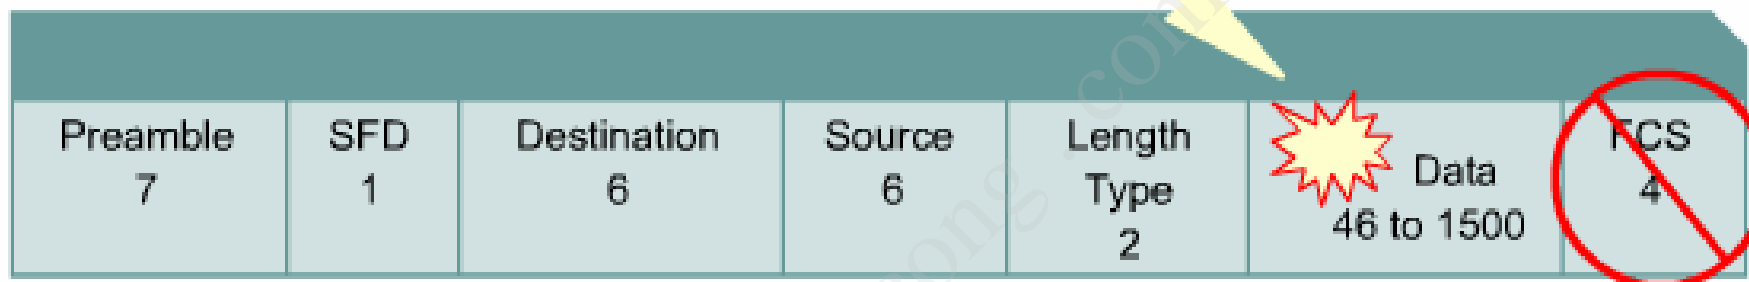 Preamble
7
SFD
1
Destination
6
Source
6
Length
Type
2
Data
46 to 1500
FCS
4